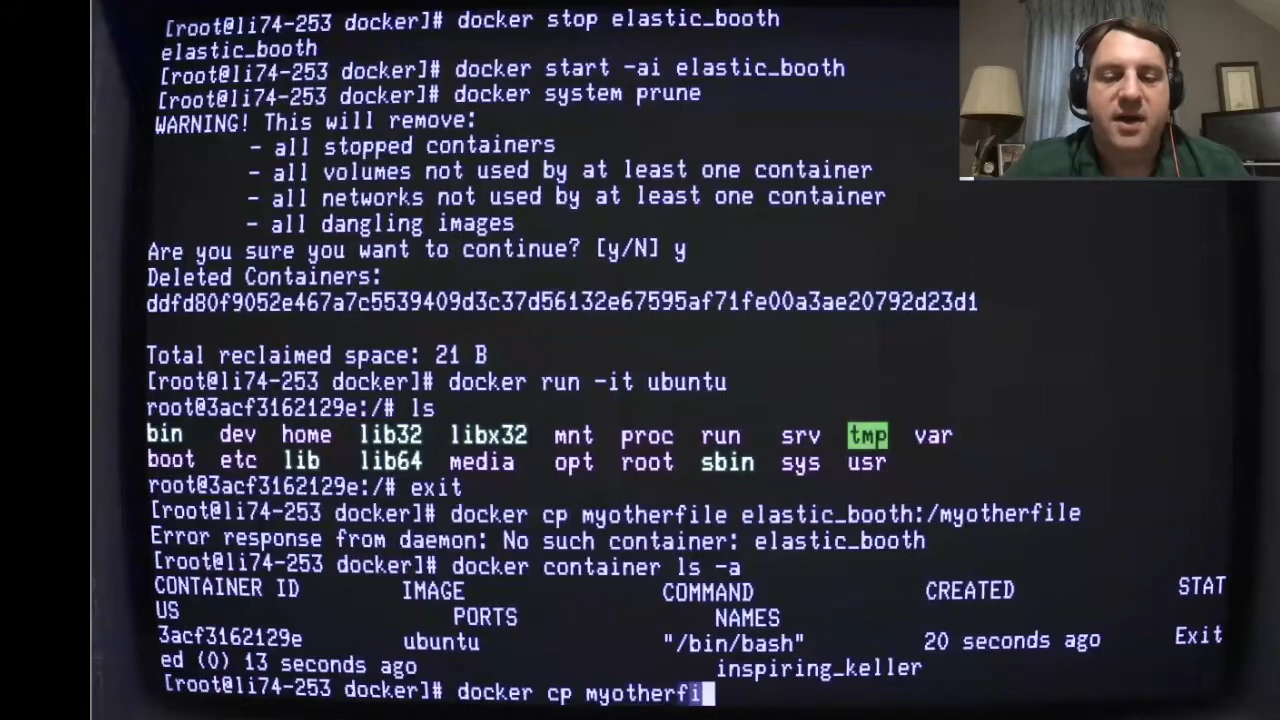 [root@li74-253 docker]# docker stop elastic_booth
elastic_booth
[root@li74-253 docker]# docker start -ai elastic_booth
[root@li74-253 docker]# docker system prune
WARNING! This will remove:
- all stopped containers
- all volumes not used by at least one container
- all networks not used by at least one container
- all dangling images
Are you sure you want to continue? [y/N] y
Deleted Containers:
ddfd80f9052e467a7c5539409d3c37d56132e67595af71fe00a3ae20792d23d1
Total reclaimed space: 21 B
[root@li74-253 docker]# docker run -it ubuntu
root@3acf3162129e:/# ls
bin dev home lib32 libx32 mnt proc run srv tmp var
boot etc lib lib64 media opt root sbin sys usr
root@3acf3162129e:/# exit
[root@li74-253 docker]# docker cp myotherfile elastic_booth:/myotherfile
Error response from daemon: No such container: elastic_booth
[root@li74-253 docker]# docker container ls -a
CONTAINER ID IMAGE COMMAND CREATED STAT
US PORTS NAMES
3acf3162129e ubuntu "/bin/bash" 20 seconds ago Exit
ed (0) 13 seconds ago inspiring_keller
[root@li74-253 docker]# docker cp myotherfi